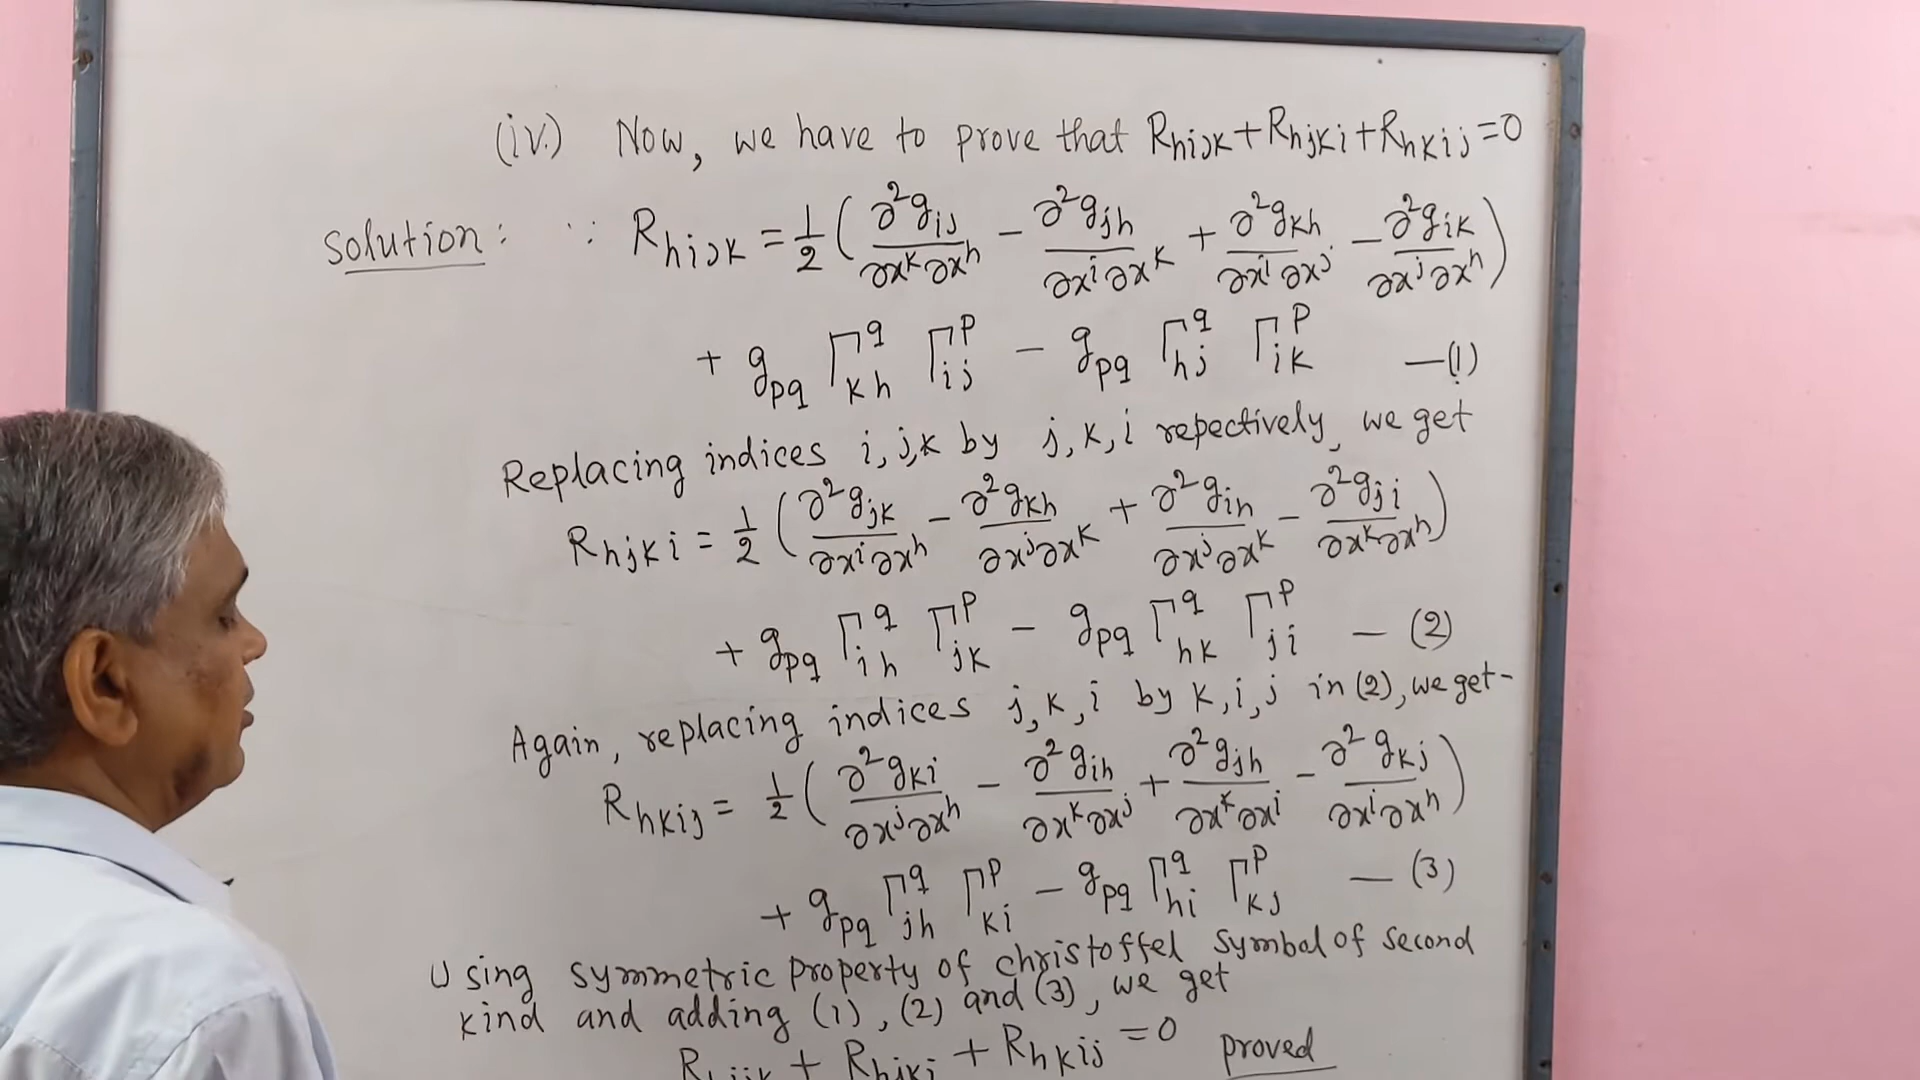 (iv.) Now, we have to prove that R_hijk + R_hjki + R_hkij = 0
Solution: ∵ R_hijk = 1/2 ( ∂²g_ij/∂x^k∂x^h − ∂²g_jh/∂x^i∂x^k + ∂²g_kh/∂x^i∂x^j − ∂²g_ik/∂x^j∂x^h )
+ g_pq Γ^q_kh Γ^p_ij − g_pq Γ^q_hj Γ^p_ik —(1)
Replacing indices i,j,k by j,k,i repectively, we get
R_hjki = 1/2 ( ∂²g_jk/∂x^i∂x^h − ∂²g_kh/∂x^j∂x^k + ∂²g_ih/∂x^j∂x^k − ∂²g_ji/∂x^k∂x^h )
+ g_pq Γ^q_ih Γ^p_jk − g_pq Γ^q_hk Γ^p_ji — (2)
Again, replacing indices j,k,i by k,i,j in (2), we get-
R_hkij = 1/2 ( ∂²g_ki/∂x^j∂x^h − ∂²g_ih/∂x^k∂x^j + ∂²g_jh/∂x^k∂x^i − ∂²g_kj/∂x^i∂x^h )
+ g_pq Γ^q_jh Γ^p_ki − g_pq Γ^q_hi Γ^p_kj — (3)
Using symmetric property of christoffel symbol of second
kind and adding (1), (2) and (3), we get
R_hijk + R_hjki + R_hkij = 0 proved